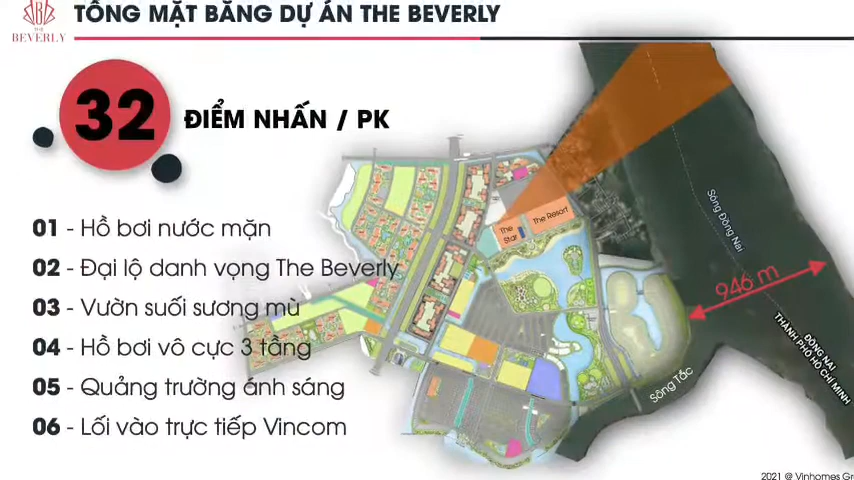 THE
BEVERLY
TỔNG MẶT BẰNG DỰ ÁN THE BEVERLY
32
ĐIỂM NHẤN / PK
01 - Hồ bơi nước mặn
02 - Đại lộ danh vọng The Beverly
03 - Vườn suối sương mù
04 - Hồ bơi vô cực 3 tầng
05 - Quảng trường ánh sáng
06 - Lối vào trực tiếp Vincom
The Star
The Resort
Sông Đồng Nai
946 m
ĐỒNG NAI
THÀNH PHỐ HỒ CHÍ MINH
Sông Tắc
2021 @ Vinhomes Gr